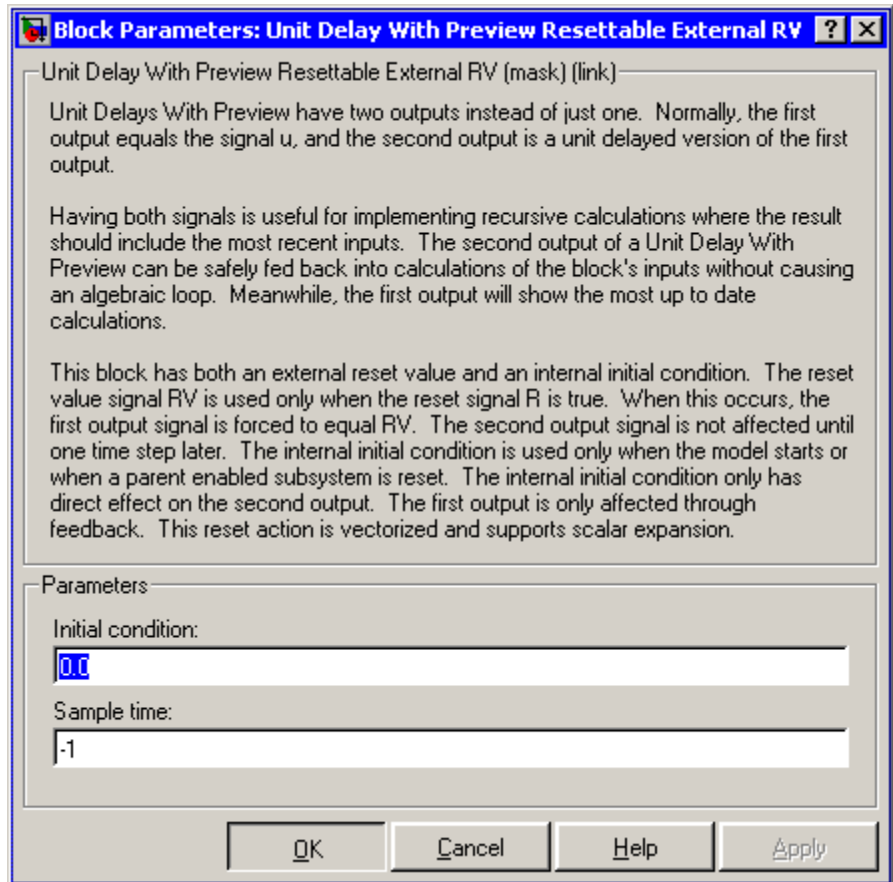 Block Parameters: Unit Delay With Preview Resettable External RV
Unit Delay With Preview Resettable External RV (mask) (link)
Unit Delays With Preview have two outputs instead of just one.  Normally, the first
output equals the signal u, and the second output is a unit delayed version of the first
output.
Having both signals is useful for implementing recursive calculations where the result
should include the most recent inputs.  The second output of a Unit Delay With
Preview can be safely fed back into calculations of the block's inputs without causing
an algebraic loop.  Meanwhile, the first output will show the most up to date
calculations.
This block has both an external reset value and an internal initial condition.  The reset
value signal RV is used only when the reset signal R is true.  When this occurs, the
first output signal is forced to equal RV.  The second output signal is not affected until
one time step later.  The internal initial condition is used only when the model starts or
when a parent enabled subsystem is reset.  The internal initial condition only has
direct effect on the second output.  The first output is only affected through
feedback.  This reset action is vectorized and supports scalar expansion.
Parameters
Initial condition:
0.0
Sample time:
-1
OK Cancel Help Apply